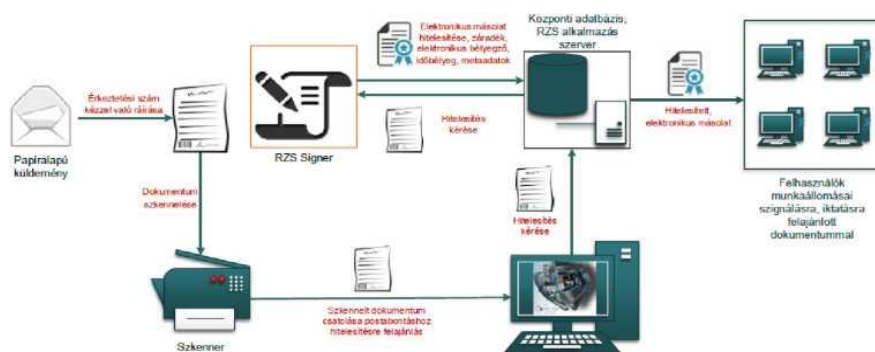 Papíralapú
küldemény
Érkeztetési szám
kézzel való ráírása
Dokumentum
szkennelése
Szkenner
Szkennelt dokumentum
csatolása postabontáshoz
hitelesítésre felajánlás
Hitelesítés
kérése
RZS Signer
Elektronikus másolat
hitelesítése, záradék,
elektronikus bélyegző,
időbélyeg, metaadatok
Hitelesítés
kérése
Központi adatbázis,
RZS alkalmazás
szerver
Hitelesített,
elektronikus másolat
Felhasználók
munkaállomásai
szignálásra, iktatásra
felajánlott
dokumentummal